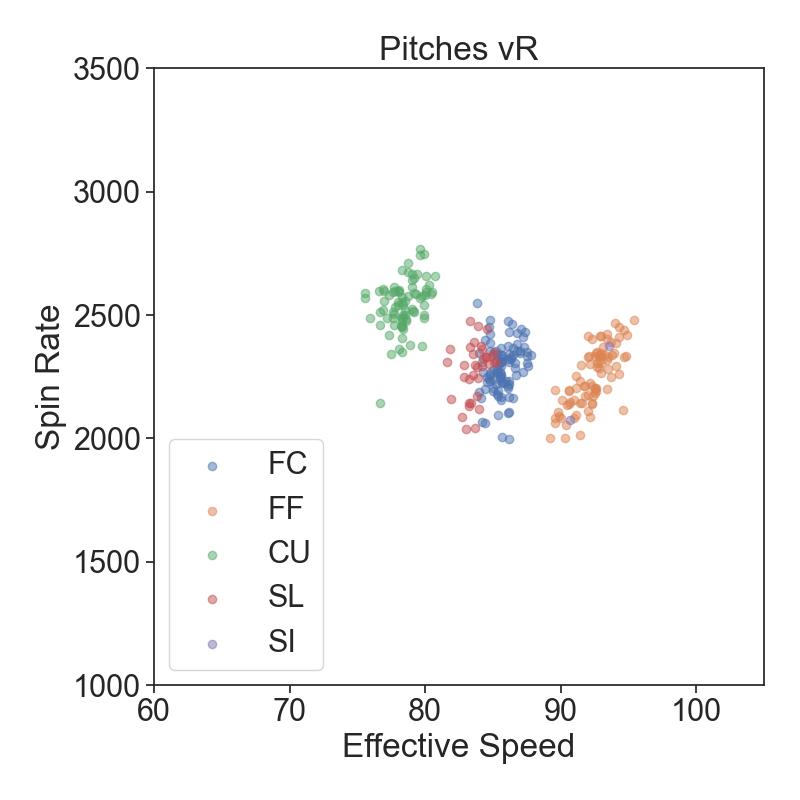 Pitches vR
3500
3000
2500
2000
1500
1000
Spin Rate
FC
FF
CU
SL
SI
60 70 80 90 100
Effective Speed